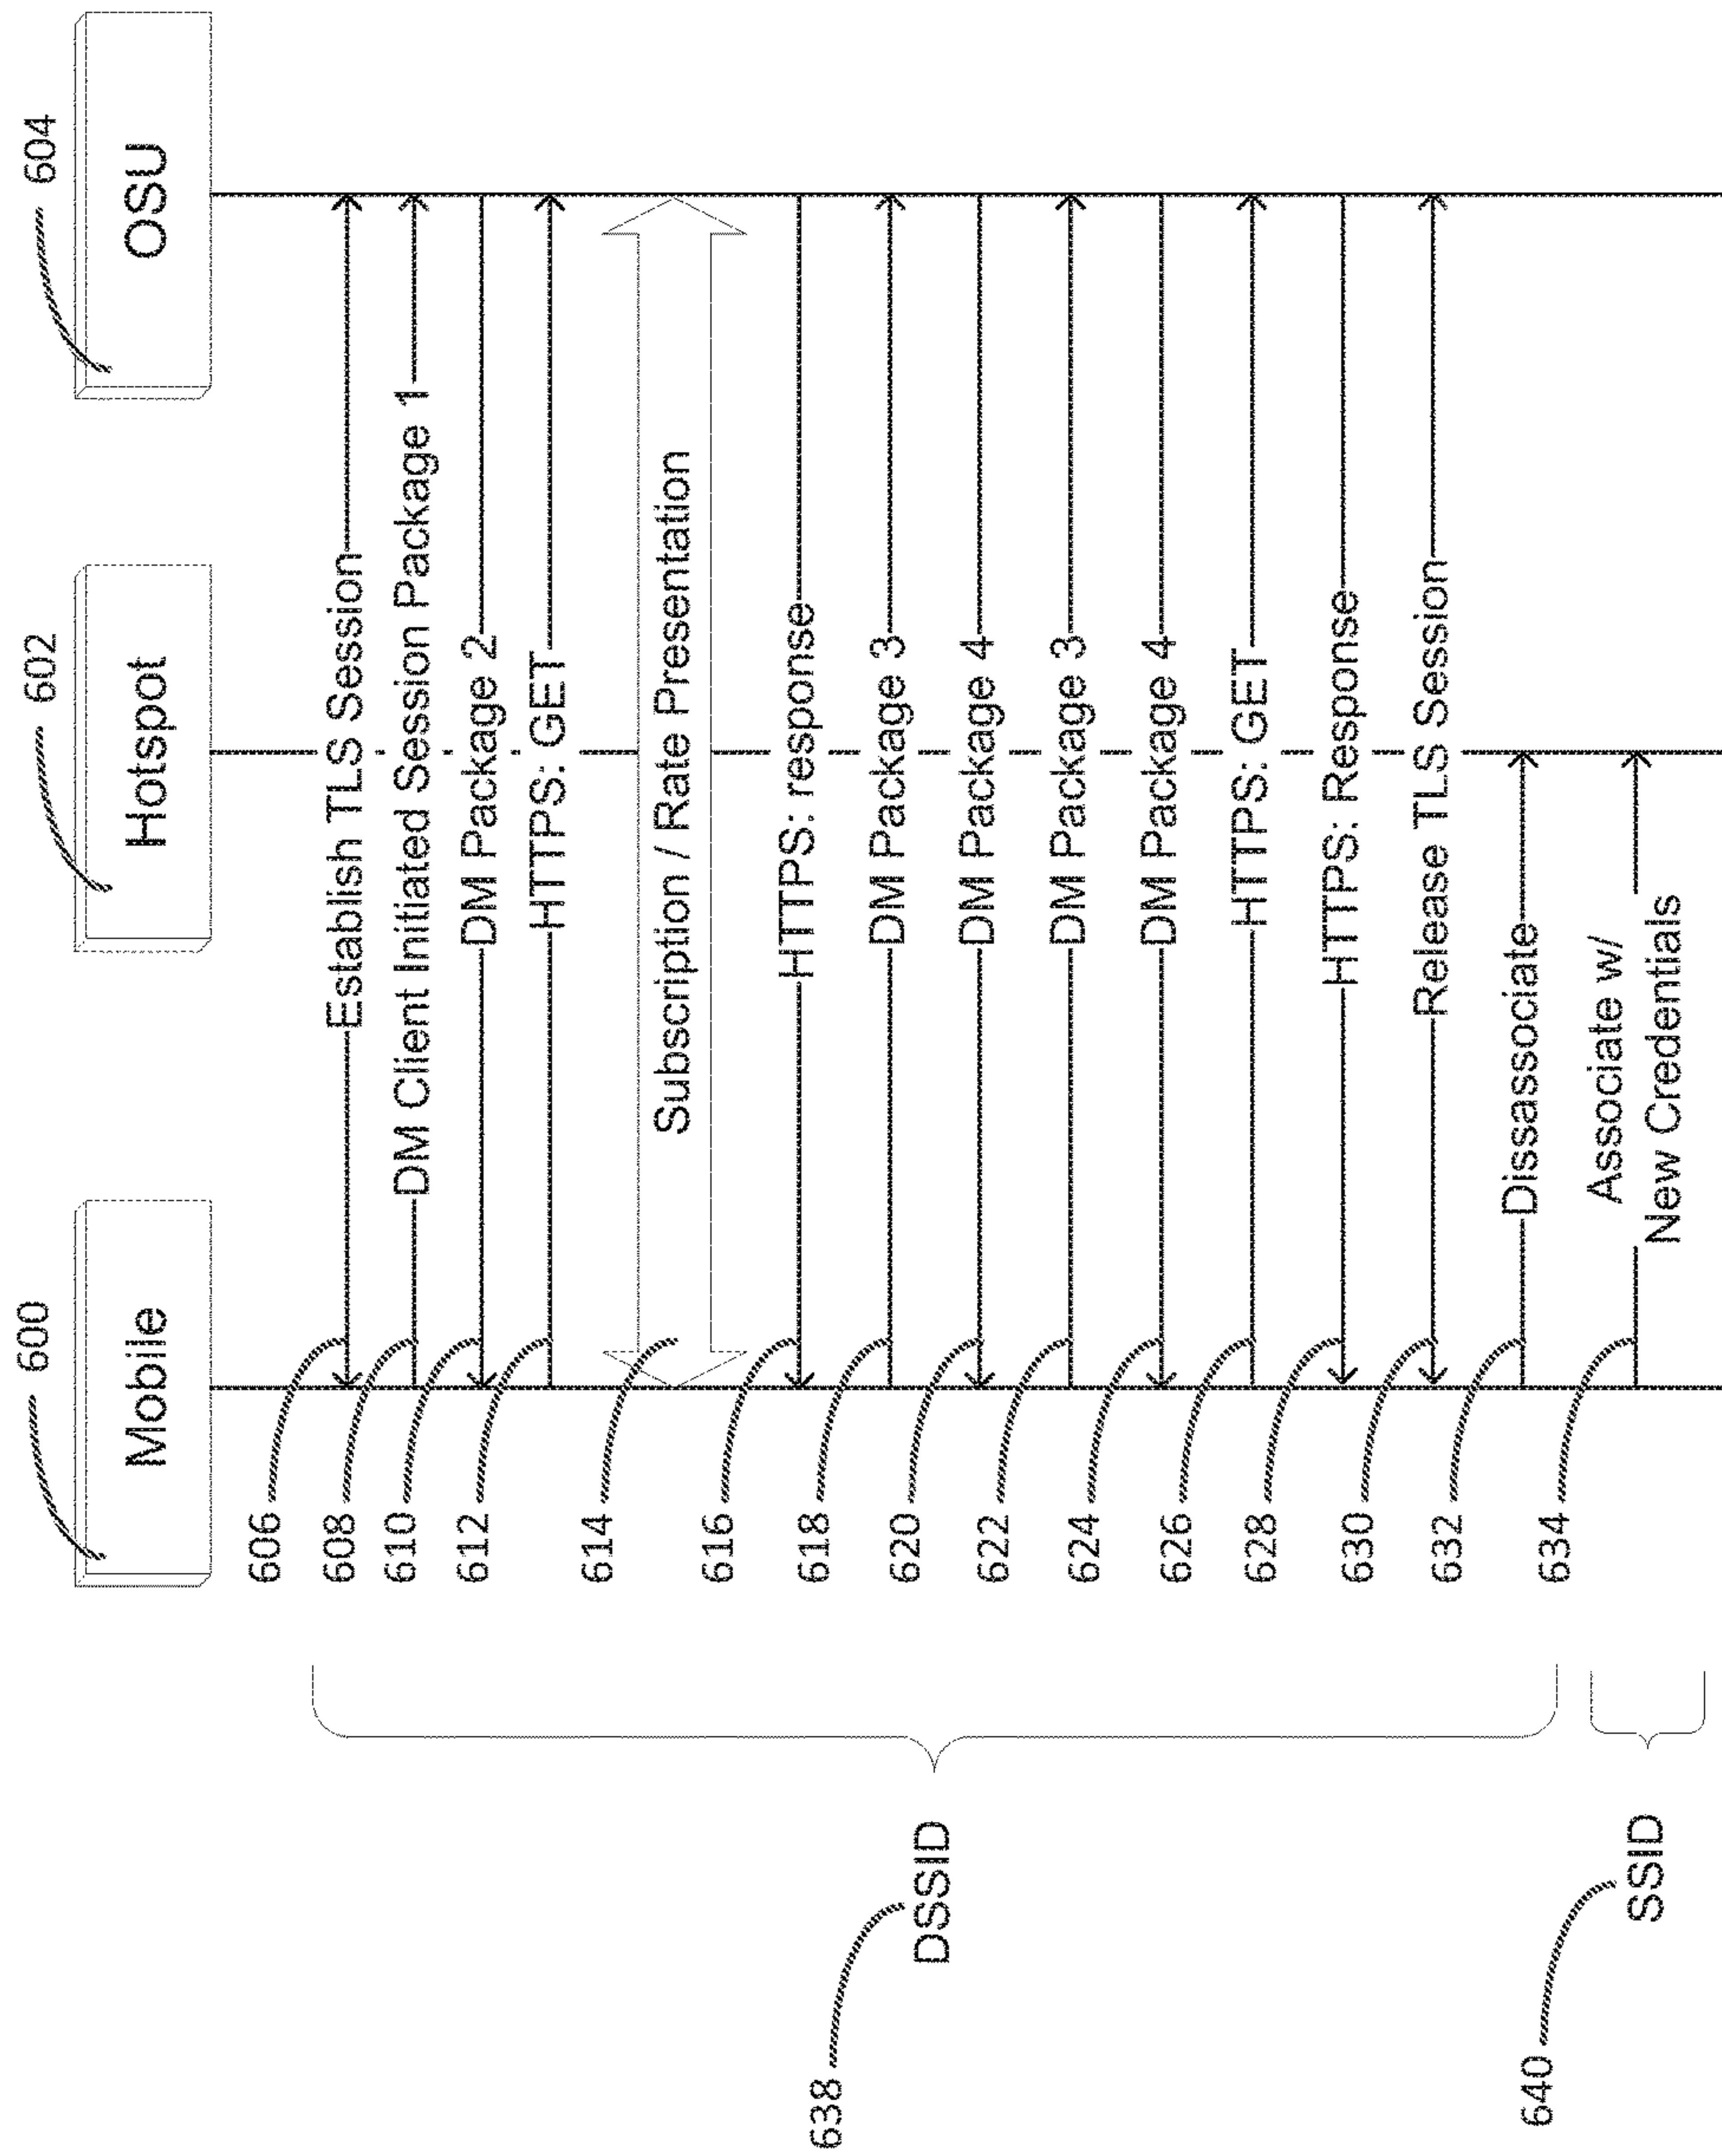 600
602
604
Mobile
Hotspot
OSU
606
Establish TLS Session
608
DM Client Initiated Session Package 1
610
DM Package 2
612
HTTPS: GET
614
Subscription / Rate Presentation
616
HTTPS: response
618
DM Package 3
620
DM Package 4
622
DM Package 3
624
DM Package 4
626
HTTPS: GET
628
HTTPS: Response
630
Release TLS Session
632
Dissassociate
634
Associate w/
New Credentials
638
DSSID
640
SSID